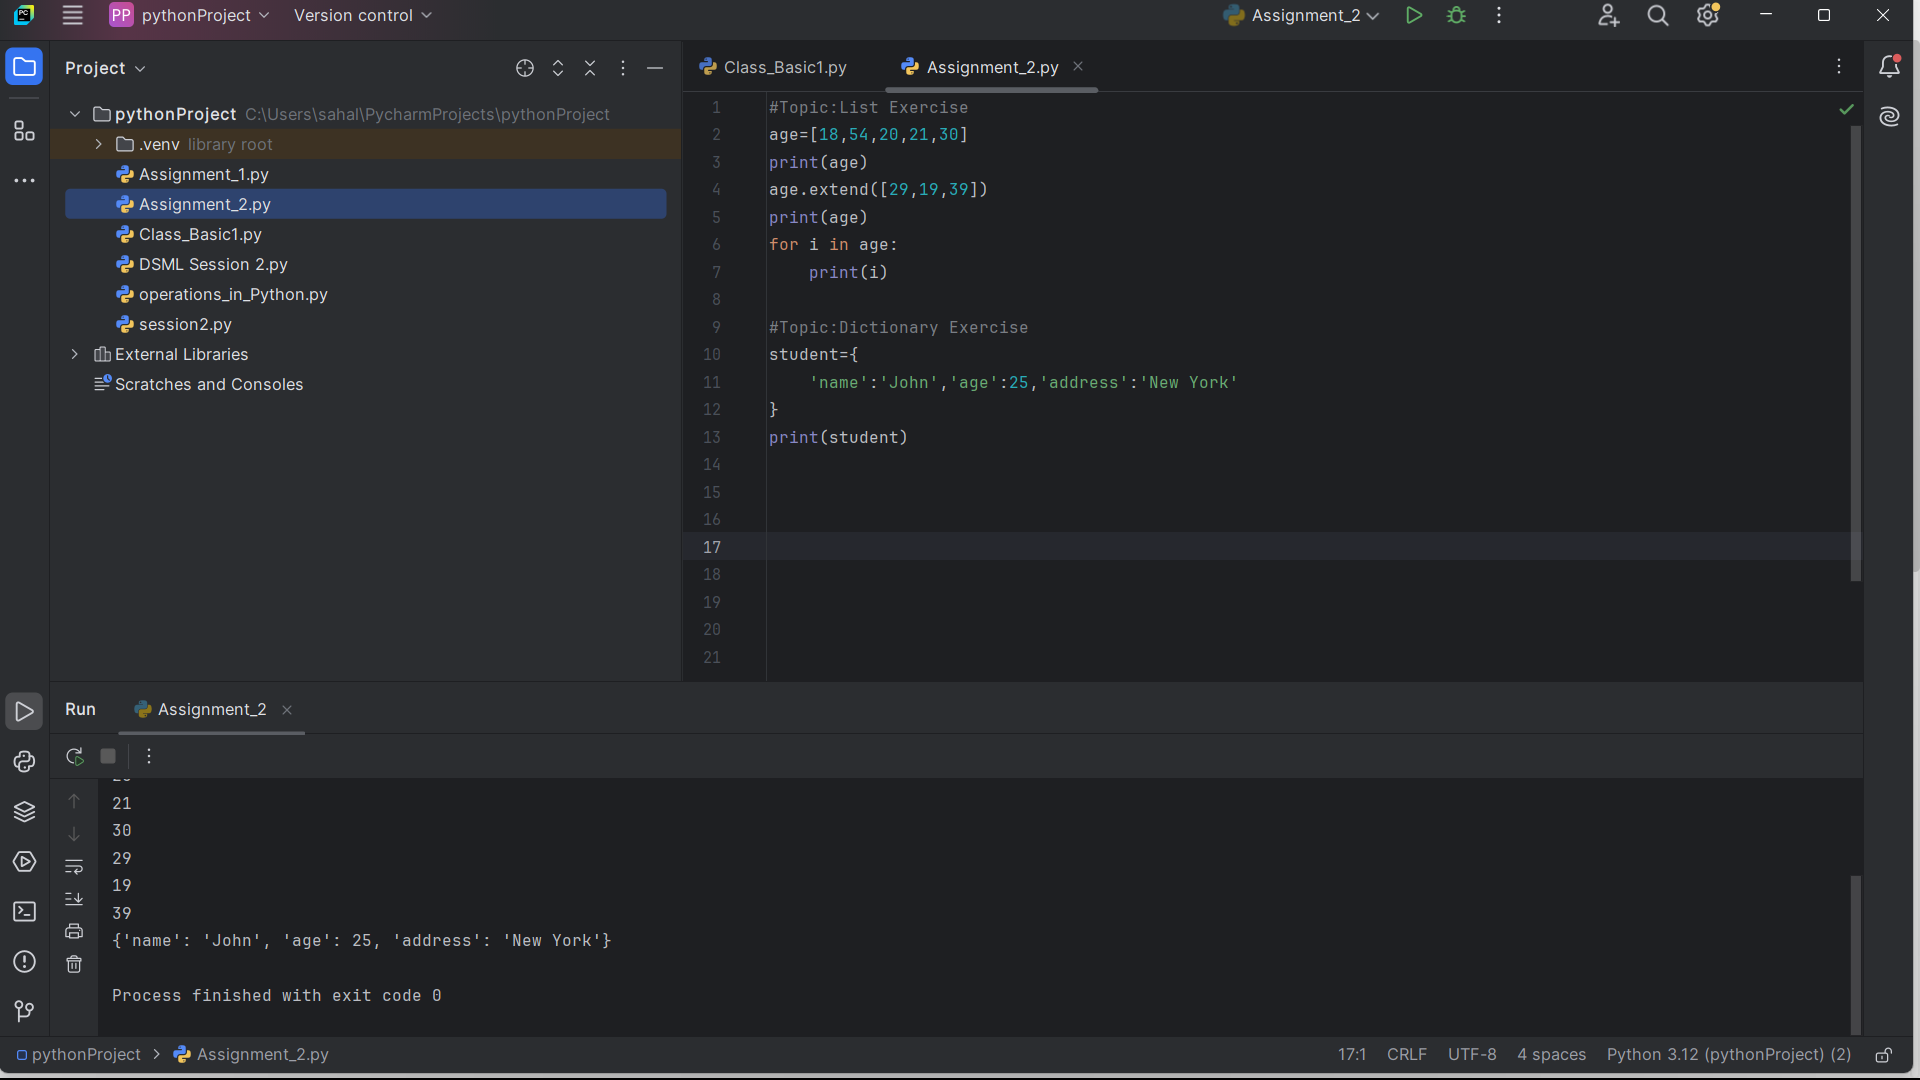 PP pythonProject Version control Assignment_2
Project
Class_Basic1.py Assignment_2.py
pythonProject C:\Users\sahal\PycharmProjects\pythonProject
.venv library root
Assignment_1.py
Assignment_2.py
Class_Basic1.py
DSML Session 2.py
operations_in_Python.py
session2.py
External Libraries
Scratches and Consoles
1 #Topic:List Exercise
2 age=[18,54,20,21,30]
3 print(age)
4 age.extend([29,19,39])
5 print(age)
6 for i in age:
7     print(i)
8
9 #Topic:Dictionary Exercise
10 student={
11     'name':'John','age':25,'address':'New York'
12 }
13 print(student)
14
15
16
17
18
19
20
21
Run Assignment_2
21
30
29
19
39
{'name': 'John', 'age': 25, 'address': 'New York'}
Process finished with exit code 0
pythonProject > Assignment_2.py 17:1 CRLF UTF-8 4 spaces Python 3.12 (pythonProject) (2)